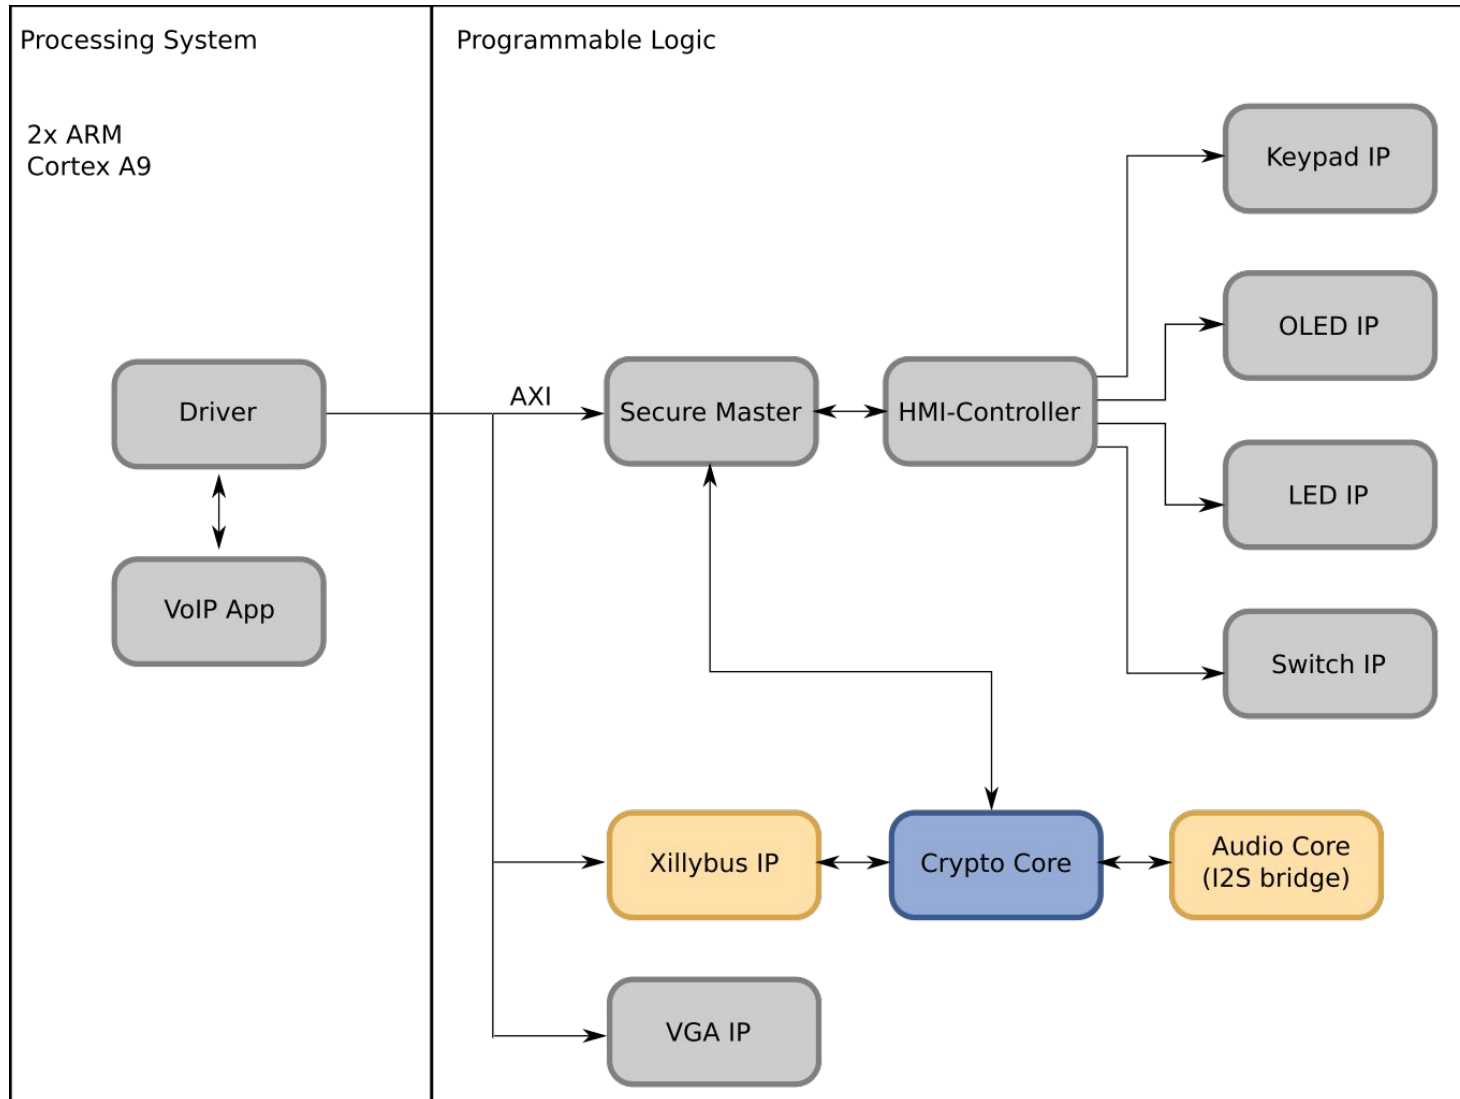 Processing System
Programmable Logic
2x ARM
Cortex A9
Keypad IP
OLED IP
Driver
AXI
Secure Master
HMI-Controller
LED IP
VoIP App
Switch IP
Xillybus IP
Crypto Core
Audio Core
(I2S bridge)
VGA IP